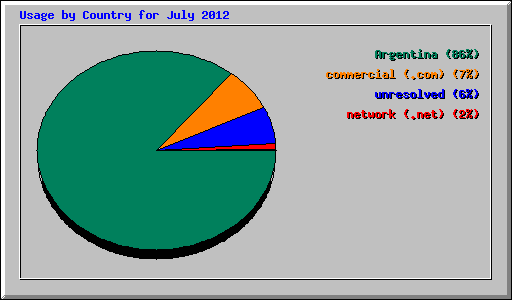 Usage by Country for July 2012
Argentina (86%)
commercial (.com) (7%)
unresolved (6%)
network (.net) (2%)